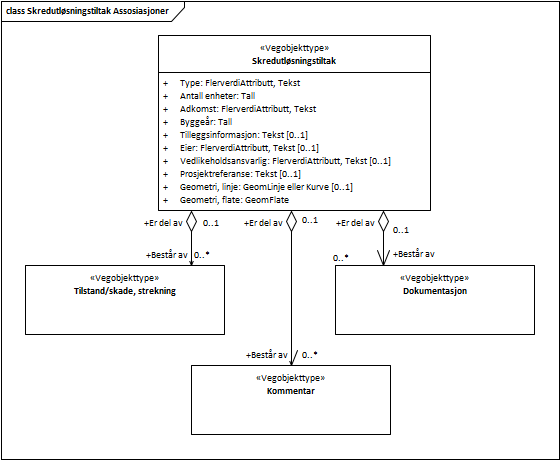 class Skredutløsningstiltak Assosiasjoner
«Vegobjekttype»
Skredutløsningstiltak
+ Type: FlerverdiAttributt, Tekst
+ Antall enheter: Tall
+ Adkomst: FlerverdiAttributt, Tekst
+ Byggeår: Tall
+ Tilleggsinformasjon: Tekst [0..1]
+ Eier: FlerverdiAttributt, Tekst [0..1]
+ Vedlikeholdsansvarlig: FlerverdiAttributt, Tekst [0..1]
+ Prosjektreferanse: Tekst [0..1]
+ Geometri, linje: GeomLinje eller Kurve [0..1]
+ Geometri, flate: GeomFlate
+Er del av 0..1 +Er del av 0..1 +Er del av 0..1
+Består av 0..* 0..* +Består av
«Vegobjekttype»
Tilstand/skade, strekning
«Vegobjekttype»
Dokumentasjon
+Består av 0..*
«Vegobjekttype»
Kommentar